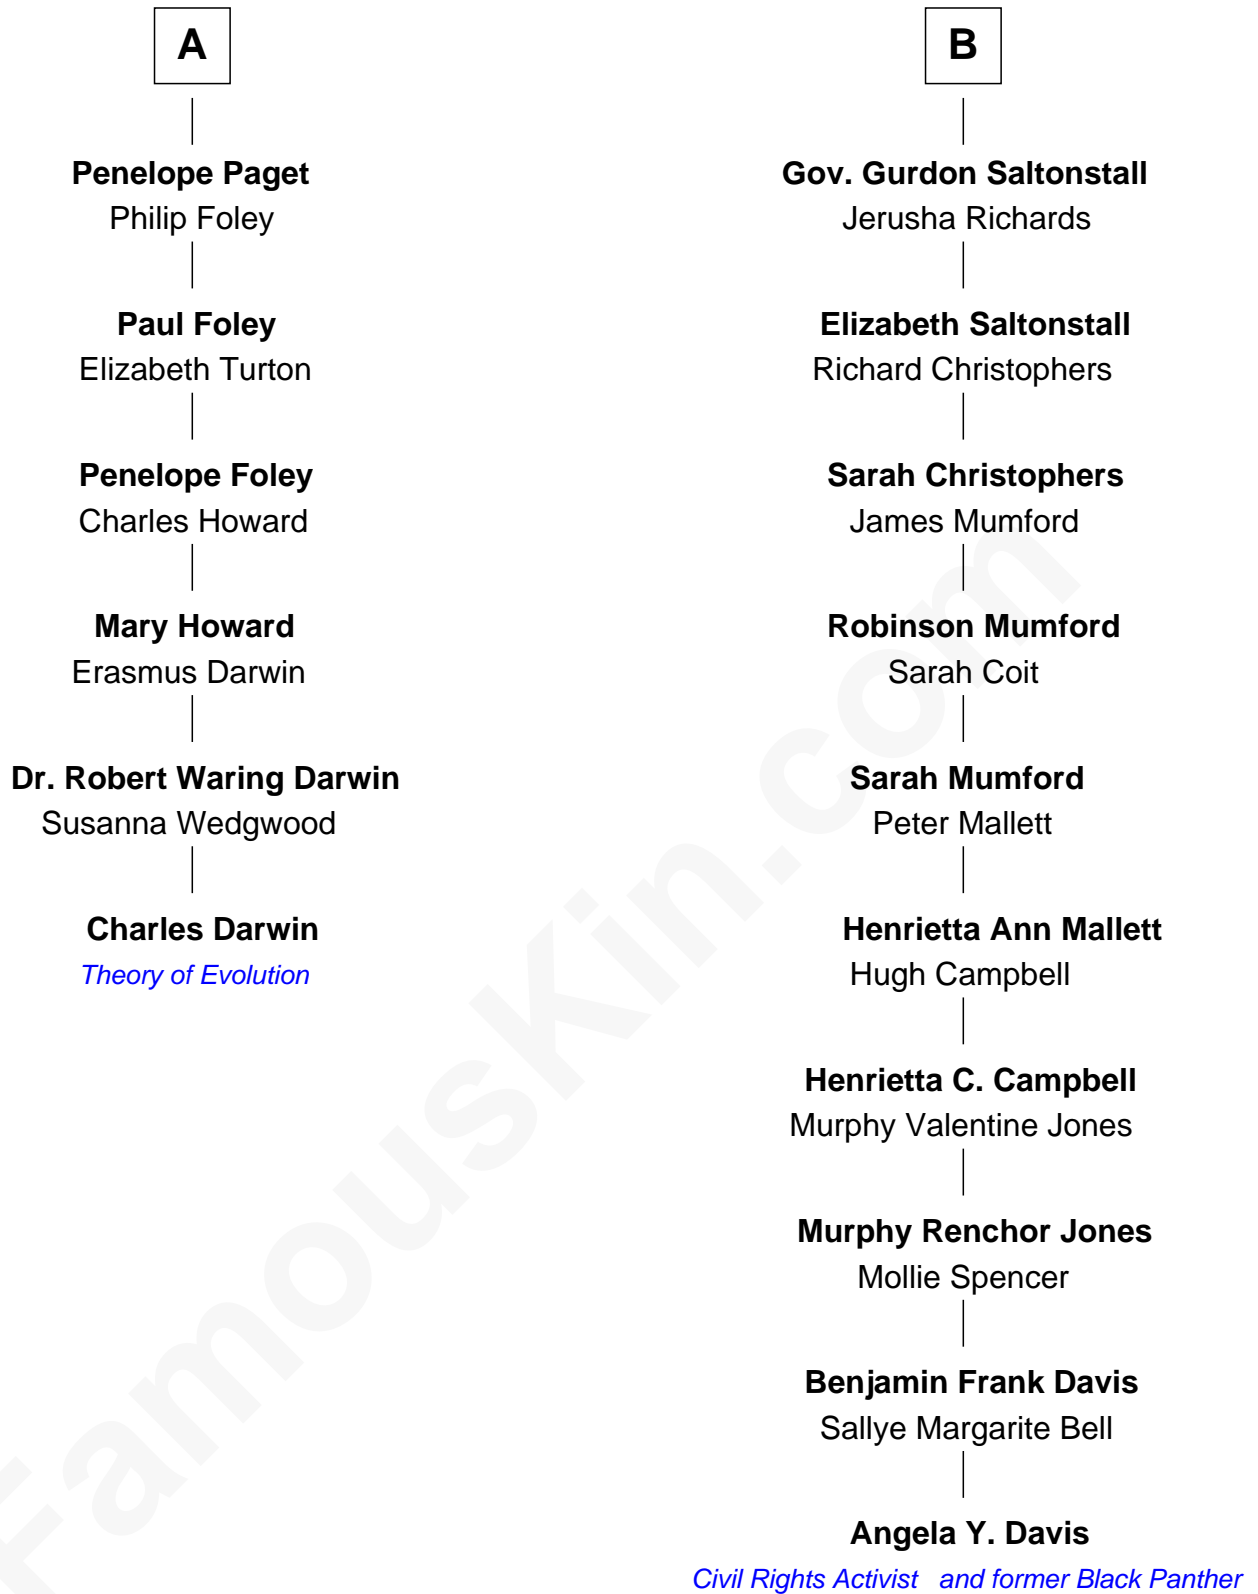 A
Penelope Paget
Philip Foley
Paul Foley
Elizabeth Turton
Penelope Foley
Charles Howard
Mary Howard
Erasmus Darwin
Dr. Robert Waring Darwin
Susanna Wedgwood
Charles Darwin
Theory of Evolution
B
Gov. Gurdon Saltonstall
Jerusha Richards
Elizabeth Saltonstall
Richard Christophers
Sarah Christophers
James Mumford
Robinson Mumford
Sarah Coit
Sarah Mumford
Peter Mallett
Henrietta Ann Mallett
Hugh Campbell
Henrietta C. Campbell
Murphy Valentine Jones
Murphy Renchor Jones
Mollie Spencer
Benjamin Frank Davis
Sallye Margarite Bell
Angela Y. Davis
Civil Rights Activist and former Black Panther
FamousKin.com